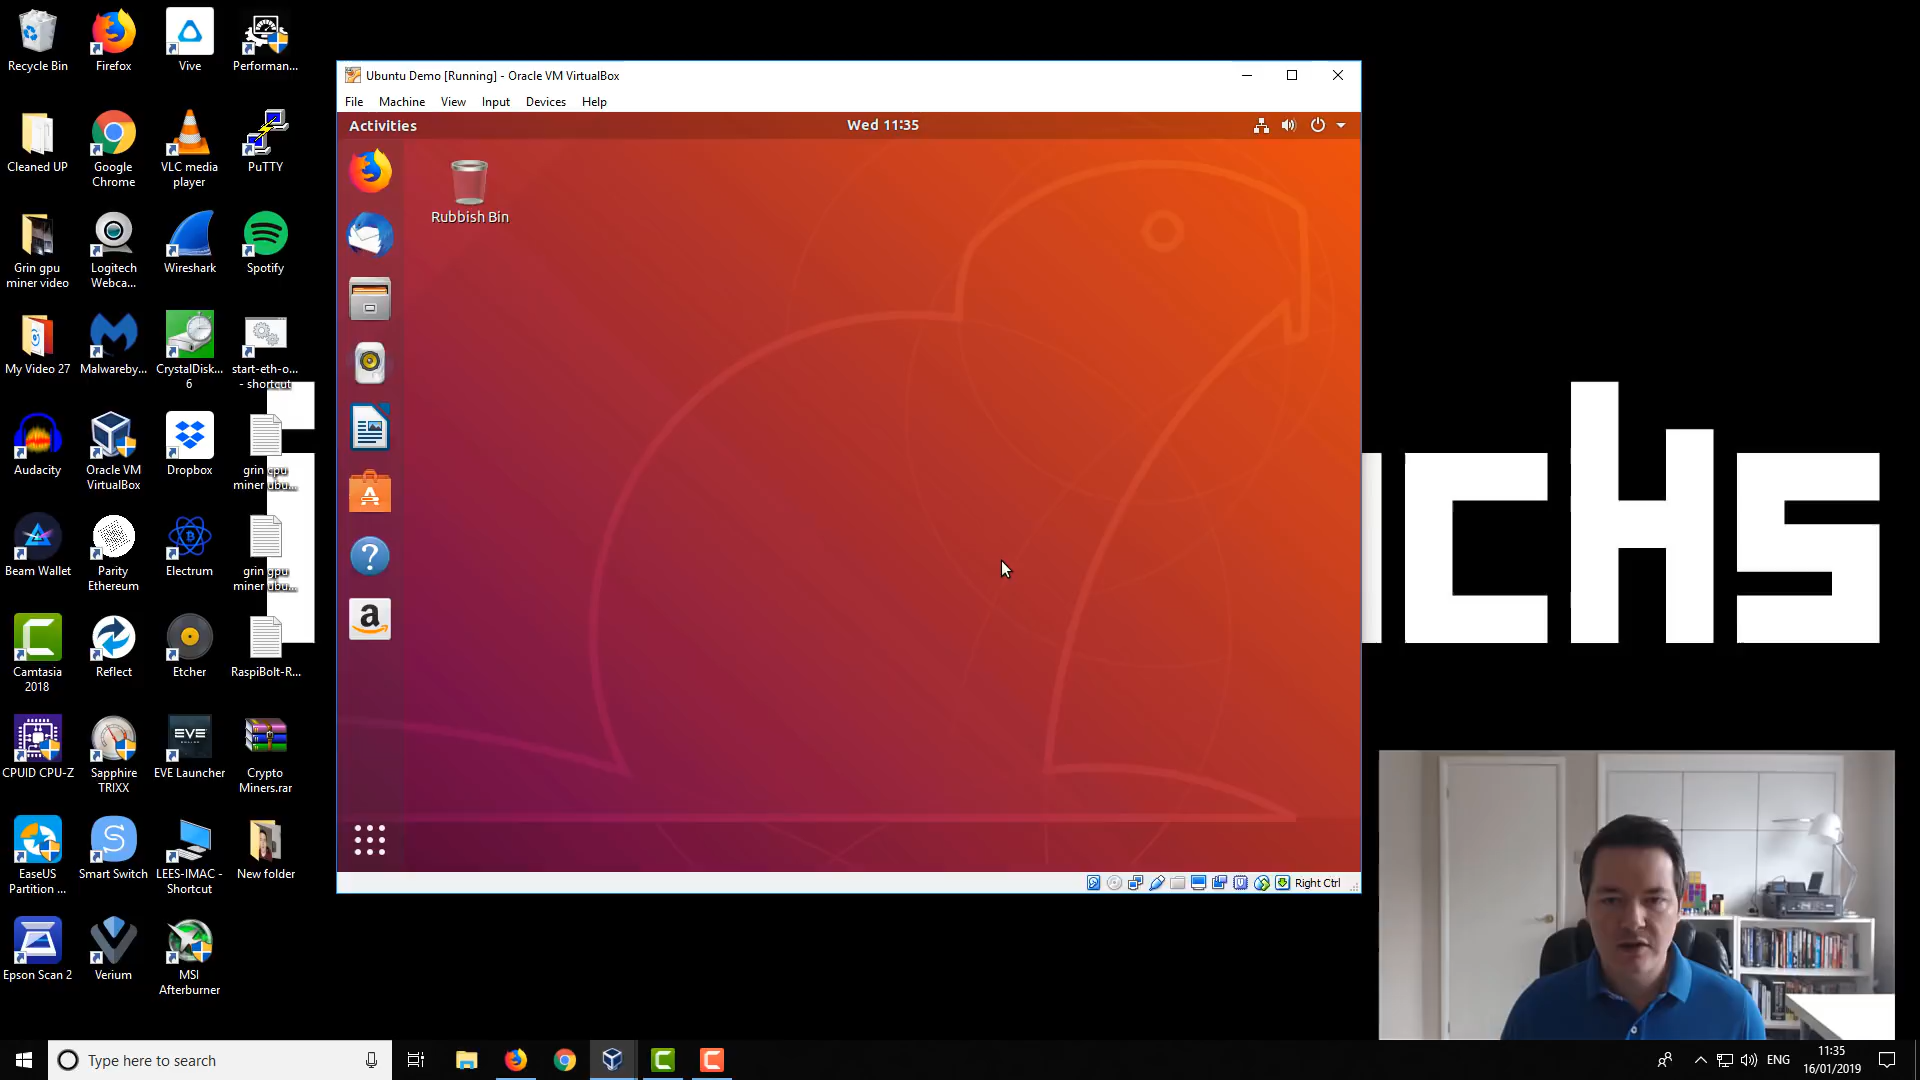 Recycle Bin
Firefox
Vive
Performan...
Cleaned UP
Google
Chrome
VLC media
player
PuTTY
Grin gpu
miner video
Logitech
Webca...
Wireshark
Spotify
My Video 27
Malwareby...
CrystalDisk...
6
start-eth-o...
- shortcut
Audacity
Oracle VM
VirtualBox
Dropbox
grin cpu
miner ubu...
Beam Wallet
Parity
Ethereum
Electrum
grin gpu
miner ubu...
Camtasia
2018
Reflect
Etcher
RaspiBolt-R...
CPUID CPU-Z
Sapphire
TRIXX
EVE
EVE Launcher
Crypto
Miners.rar
EaseUS
Partition ...
Smart Switch
LEES-IMAC -
Shortcut
New folder
Epson Scan 2
Verium
MSI
Afterburner
Ubuntu Demo [Running] - Oracle VM VirtualBox
File Machine View Input Devices Help
Activities
Wed 11:35
Rubbish Bin
Right Ctrl
chs
Type here to search
ENG
11:35
16/01/2019